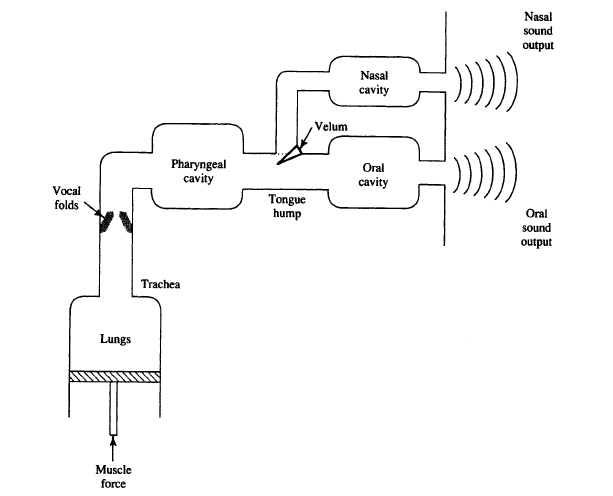 Nasal
sound
output
Nasal
cavity
Velum
Pharyngeal
cavity
Oral
cavity
Vocal
folds
Tongue
hump
Oral
sound
output
Trachea
Lungs
Muscle
force